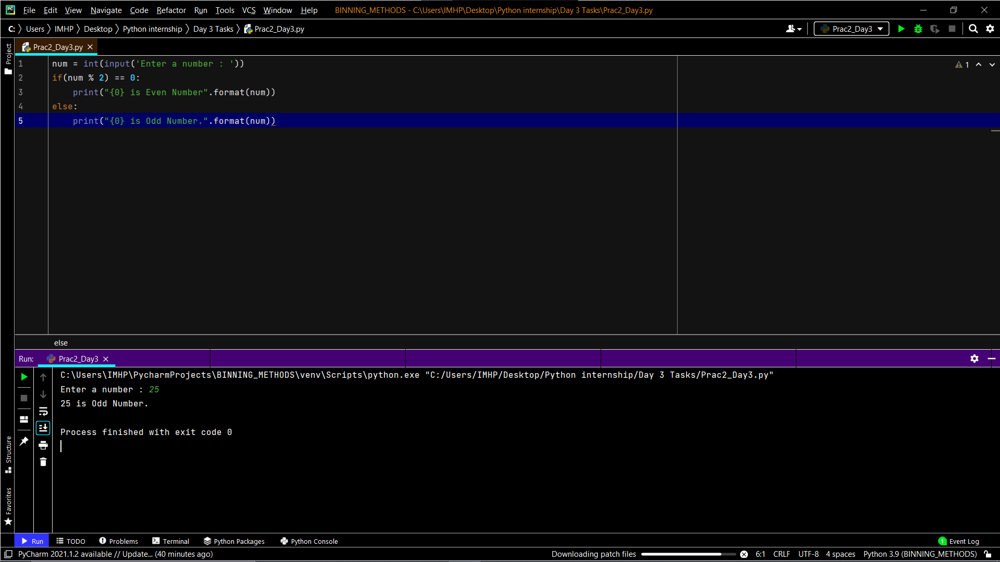 PC File Edit View Navigate Code Refactor Run Tools VCS Window Help BINNING_METHODS - C:\Users\IMHP\Desktop\Python internship\Day 3 Tasks\Prac2_Day3.py
C: Users IMHP Desktop Python internship Day 3 Tasks Prac2_Day3.py Prac2_Day3
Project
Prac2_Day3.py
1 num = int(input('Enter a number : '))
1
2 if(num % 2) == 0:
3 print("{0} is Even Number".format(num))
4 else:
5 print("{0} is Odd Number.".format(num))
else
Run: Prac2_Day3
C:\Users\IMHP\PycharmProjects\BINNING_METHODS\venv\Scripts\python.exe "C:/Users/IMHP/Desktop/Python internship/Day 3 Tasks/Prac2_Day3.py"
Enter a number : 25
25 is Odd Number.
Process finished with exit code 0
Structure
Favorites
Run TODO Problems Terminal Python Packages Python Console 1 Event Log
PyCharm 2021.1.2 available // Update... (40 minutes ago) Downloading patch files 6:1 CRLF UTF-8 4 spaces Python 3.9 (BINNING_METHODS)